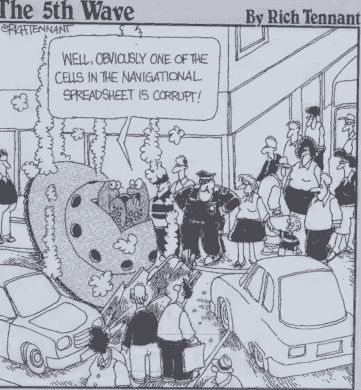 The 5th Wave
By Rich Tennant
©RICHTENNANT
WELL, OBVIOUSLY ONE OF THE
CELLS IN THE NAVIGATIONAL
SPREADSHEET IS CORRUPT!